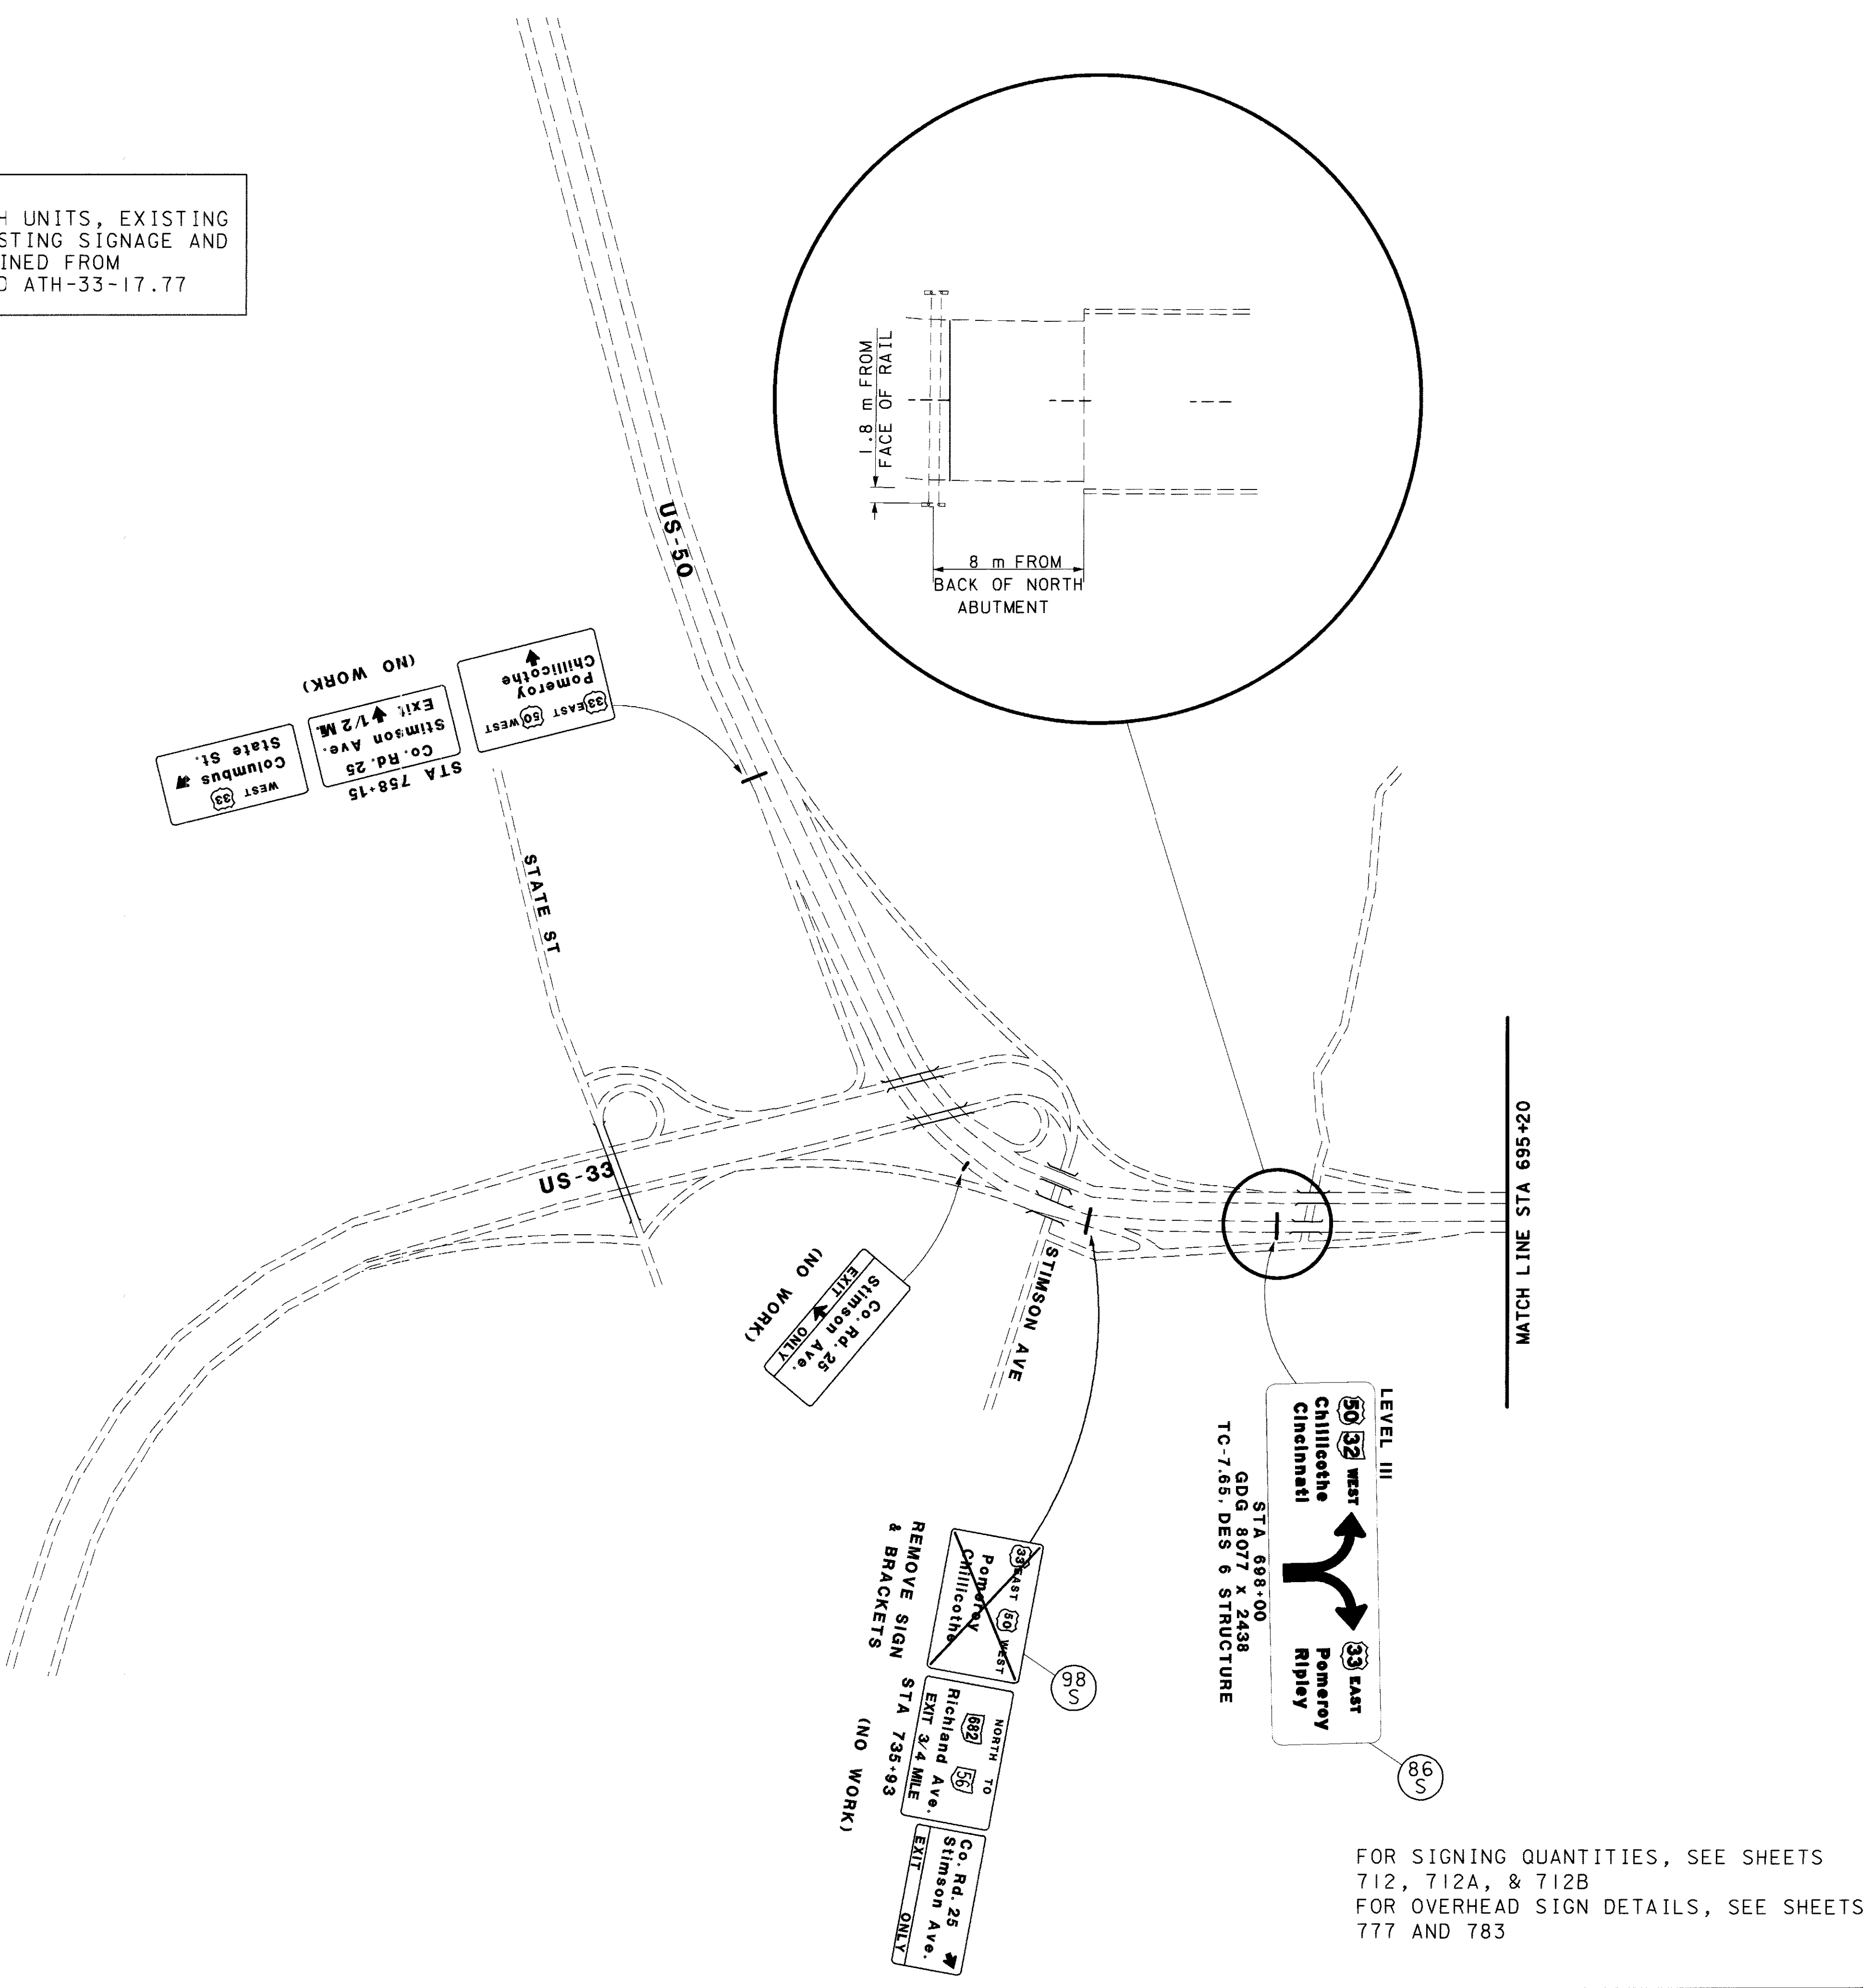 H UNITS, EXISTING
STING SIGNAGE AND
INED FROM
D ATH-33-17.77
1.8 m FROM
FACE OF RAIL
8 m FROM
BACK OF NORTH
ABUTMENT
US-50
(NO WORK)
33 EAST 50 WEST
Pomeroy
Chillicothe
Co. Rd. 25
Stimson Ave.
Exit 1/2 MI.
WEST 33
Columbus
State St.
STA 758+15
STATE ST
US-33
STIMSON AVE
MATCH LINE STA 695+20
Co. Rd. 25
Stimson Ave.
EXIT ONLY
(NO WORK)
LEVEL III
50 32 WEST
Chillicothe
Cincinnati
33 EAST
Pomeroy
Ripley
STA 698+00
GDG 8077 x 2438
TC-7.65, DES 6 STRUCTURE
86
S
33 EAST 50 WEST
Pomeroy
Chillicothe
98
S
REMOVE SIGN
& BRACKETS
STA 735+93
(NO WORK)
NORTH TO
682 56
Richland Ave.
EXIT 3/4 MILE
Co. Rd. 25
Stimson Ave.
EXIT ONLY
FOR SIGNING QUANTITIES, SEE SHEETS
712, 712A, & 712B
FOR OVERHEAD SIGN DETAILS, SEE SHEETS
777 AND 783